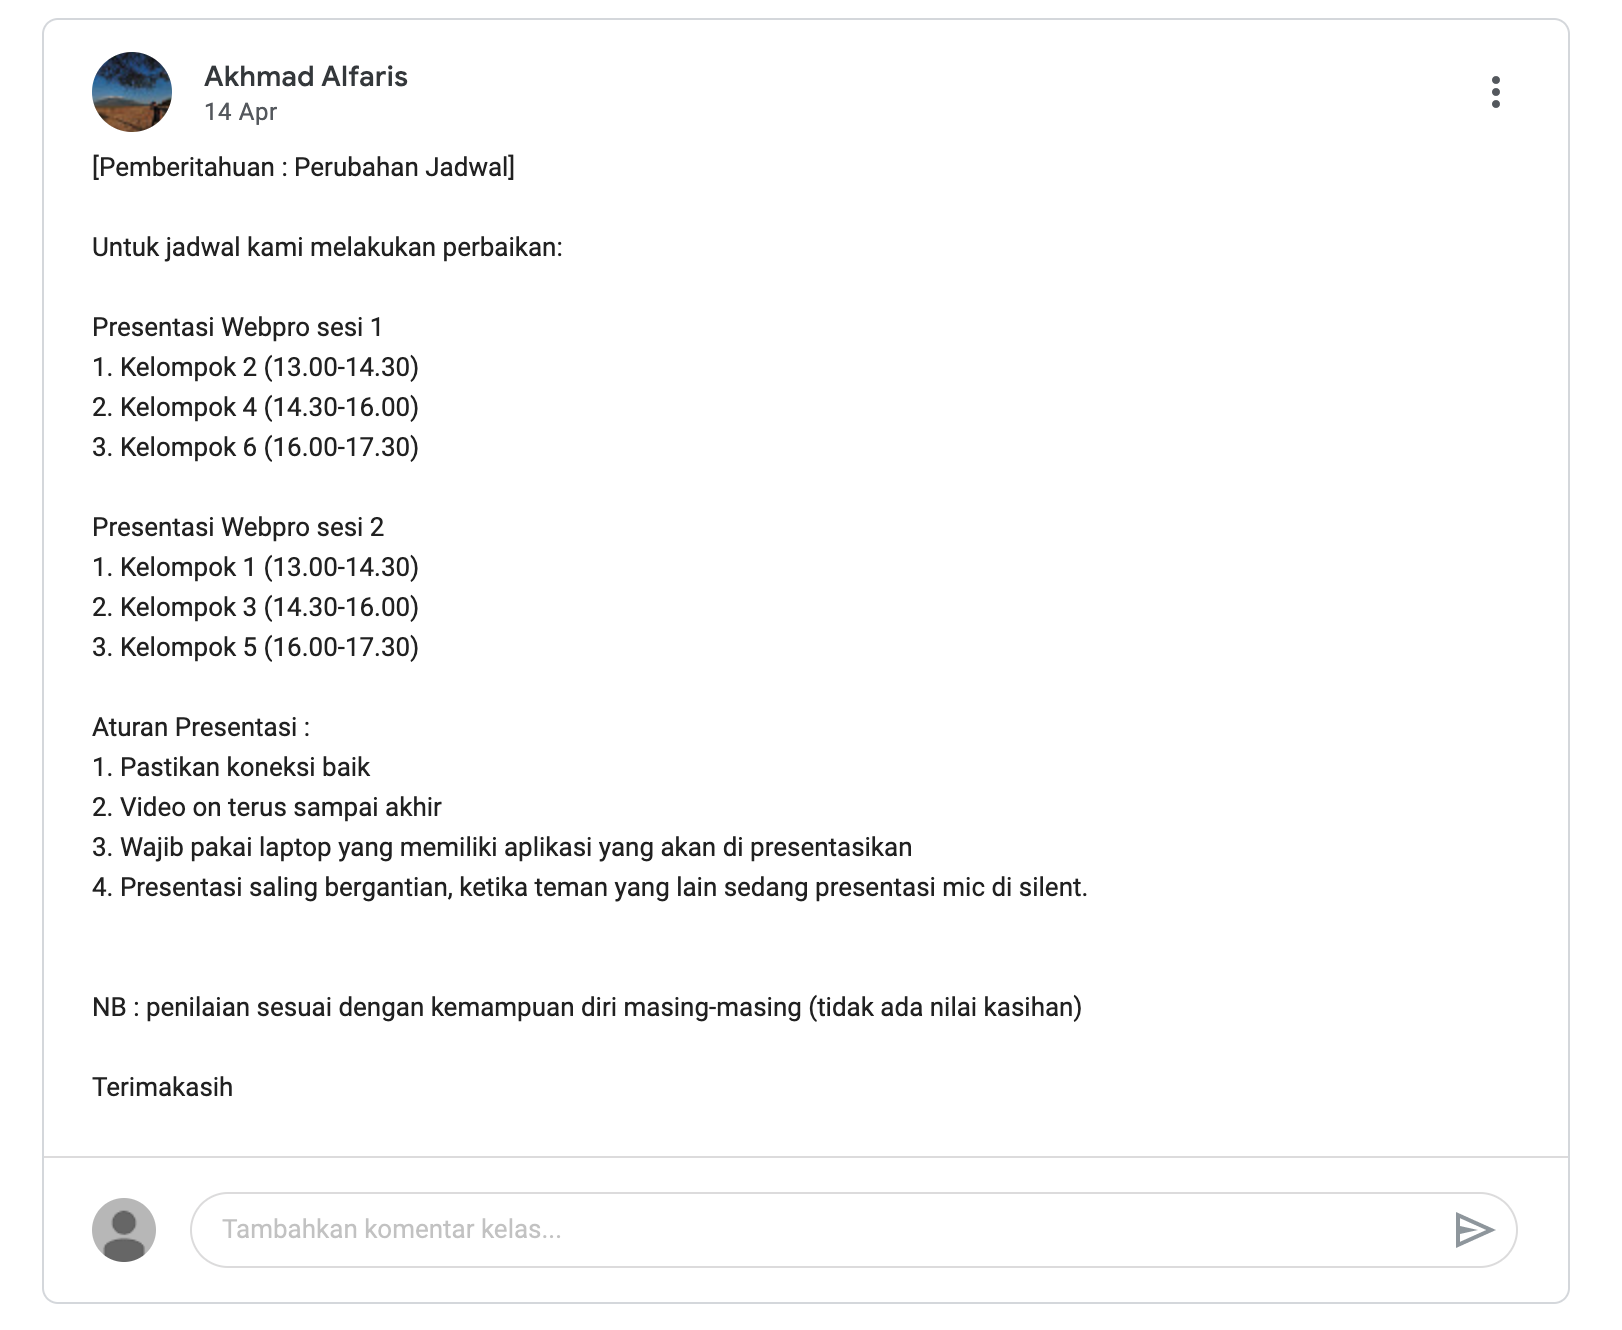 Akhmad Alfaris
14 Apr
[Pemberitahuan : Perubahan Jadwal]
Untuk jadwal kami melakukan perbaikan:
Presentasi Webpro sesi 1
1. Kelompok 2 (13.00-14.30)
2. Kelompok 4 (14.30-16.00)
3. Kelompok 6 (16.00-17.30)
Presentasi Webpro sesi 2
1. Kelompok 1 (13.00-14.30)
2. Kelompok 3 (14.30-16.00)
3. Kelompok 5 (16.00-17.30)
Aturan Presentasi :
1. Pastikan koneksi baik
2. Video on terus sampai akhir
3. Wajib pakai laptop yang memiliki aplikasi yang akan di presentasikan
4. Presentasi saling bergantian, ketika teman yang lain sedang presentasi mic di silent.
NB : penilaian sesuai dengan kemampuan diri masing-masing (tidak ada nilai kasihan)
Terimakasih
Tambahkan komentar kelas...